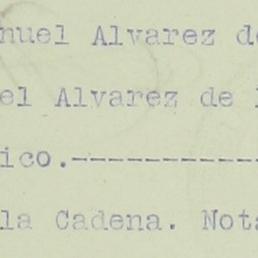 nuel Alvarez de
el Alvarez de
ico.-------------
la Cadena. Nota